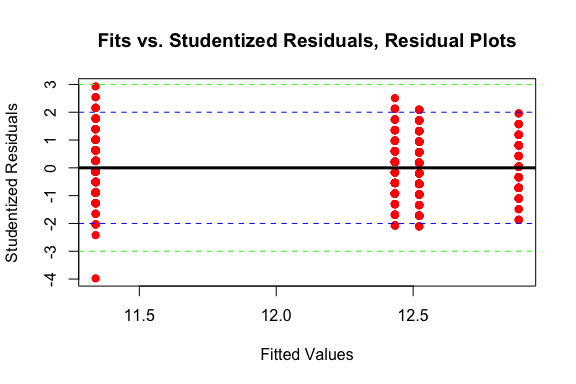 Fits vs. Studentized Residuals, Residual Plots
Studentized Residuals
3
2
1
0
-1
-2
-3
-4
11.5 12.0 12.5
Fitted Values